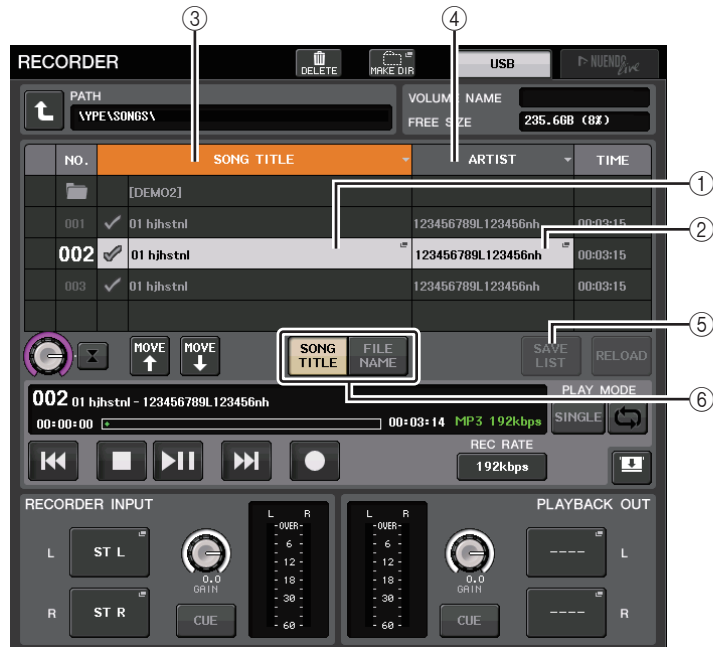 ③ ④
RECORDER DELETE MAKE DIR USB NUENDO Live
PATH
\YPE\SONGS\
VOLUME NAME
FREE SIZE 235.6GB (8%)
NO. SONG TITLE ARTIST TIME
[DEMO2]
①
001 01 hjhstnl 123456789L123456nh 00:03:15
②
002 01 hjhstnl 123456789L123456nh 00:03:15
003 01 hjhstnl 123456789L123456nh 00:03:15
⑤
MOVE MOVE SONG TITLE FILE NAME SAVE LIST RELOAD
⑥
002 01 hjhstnl - 123456789L123456nh
PLAY MODE
00:00:00 00:03:14 MP3 192kbps SINGLE
REC RATE
192kbps
RECORDER INPUT
L R
-OVER-
- 6 -
- 12 -
- 18 -
- 30 -
- 60 -
L ST L
0.0
GAIN
R ST R
CUE
PLAYBACK OUT
L R
-OVER-
- 6 -
- 12 -
- 18 -
- 30 -
- 60 -
0.0
GAIN
CUE
---- L
---- R